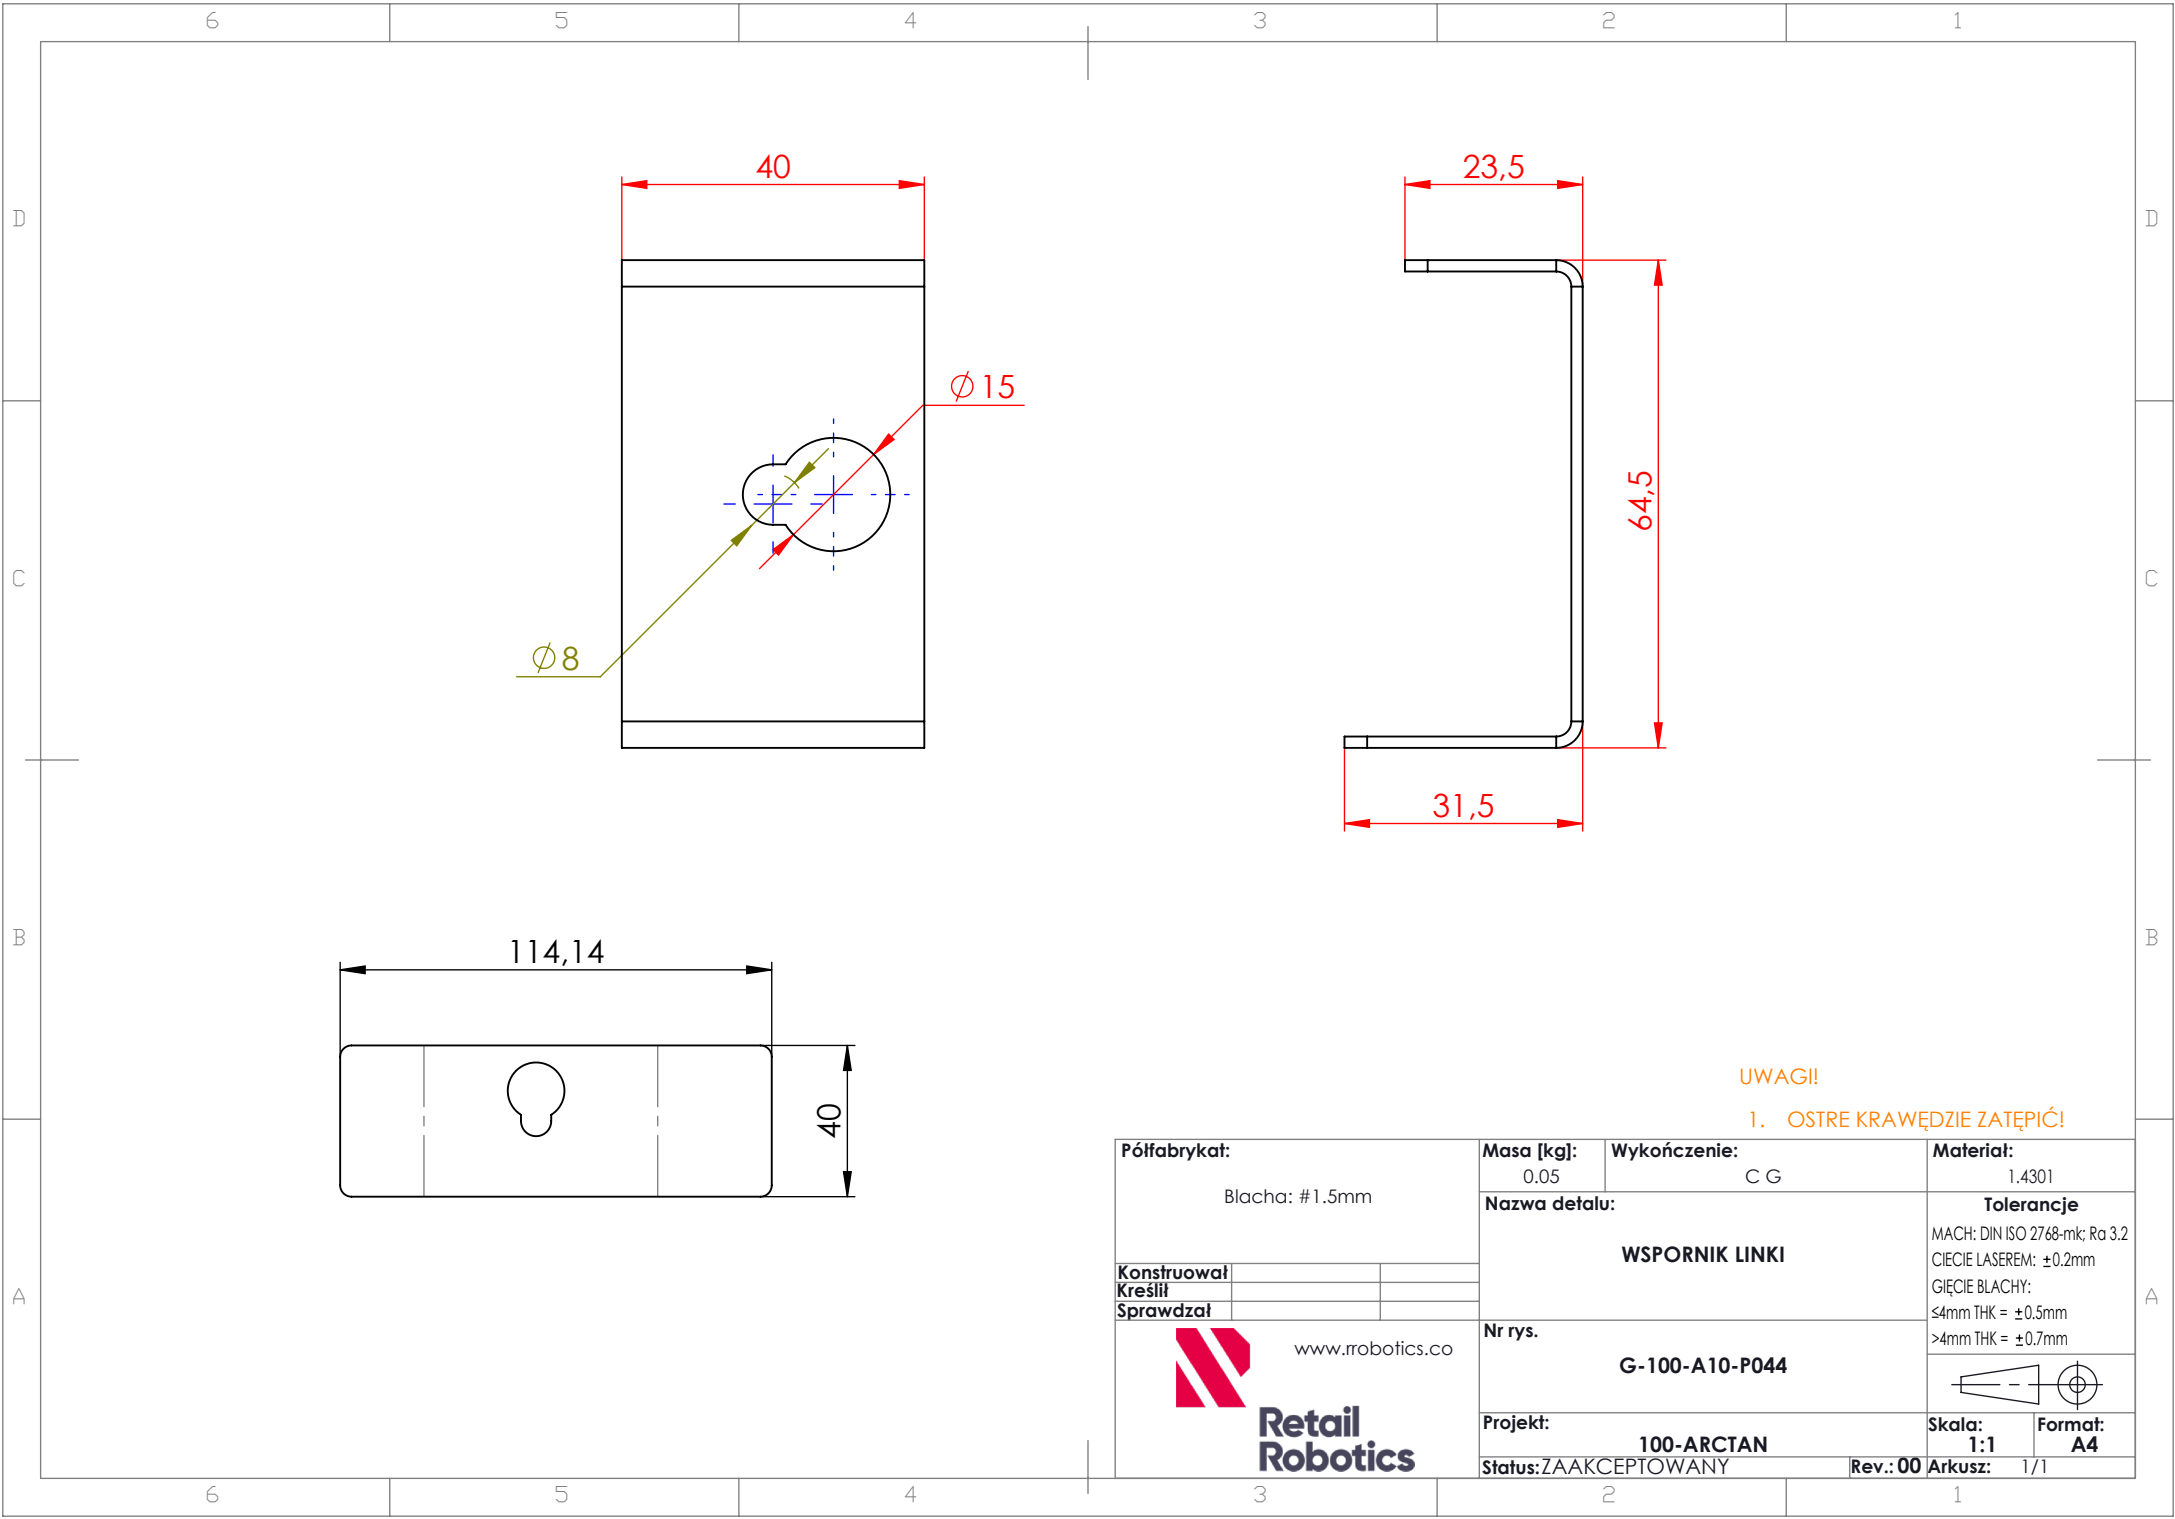 6 5 4 3 2 1
D D
C C
B B
A A
40
23,5
⌀15
64,5
⌀8
31,5
114,14
40
UWAGI!
1. OSTRE KRAWĘDZIE ZATĘPIĆ!
Półfabrykat:
Blacha: #1.5mm
Masa [kg]:
0.05
Wykończenie:
C G
Materiał:
1.4301
Nazwa detalu:
WSPORNIK LINKI
Tolerancje
MACH: DIN ISO 2768-mk; Ra 3.2
CIECIE LASEREM: ±0.2mm
GIĘCIE BLACHY:
≤4mm THK = ±0.5mm
>4mm THK = ±0.7mm
Konstruował
Kreślił
Sprawdzał
www.rrobotics.co
Retail
Robotics
Nr rys.
G-100-A10-P044
Projekt:
100-ARCTAN
Skala:
1:1
Format:
A4
Status:ZAAKCEPTOWANY
Rev.: 00
Arkusz: 1/1
6 5 4 3 2 1